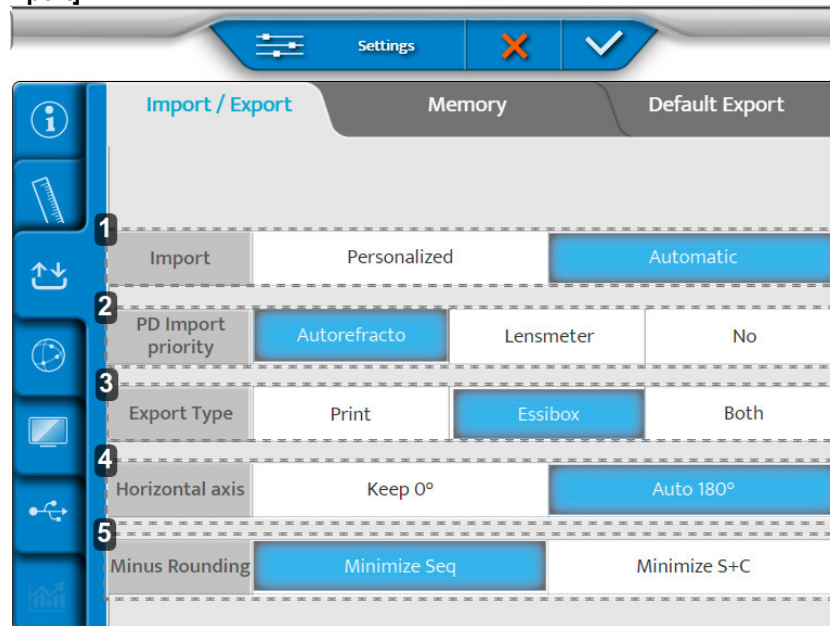 Settings
Import / Export
Memory
Default Export
1
Import
Personalized
Automatic
2
PD Import
priority
Autorefracto
Lensmeter
No
3
Export Type
Print
Essibox
Both
4
Horizontal axis
Keep 0°
Auto 180°
5
Minus Rounding
Minimize Seq
Minimize S+C